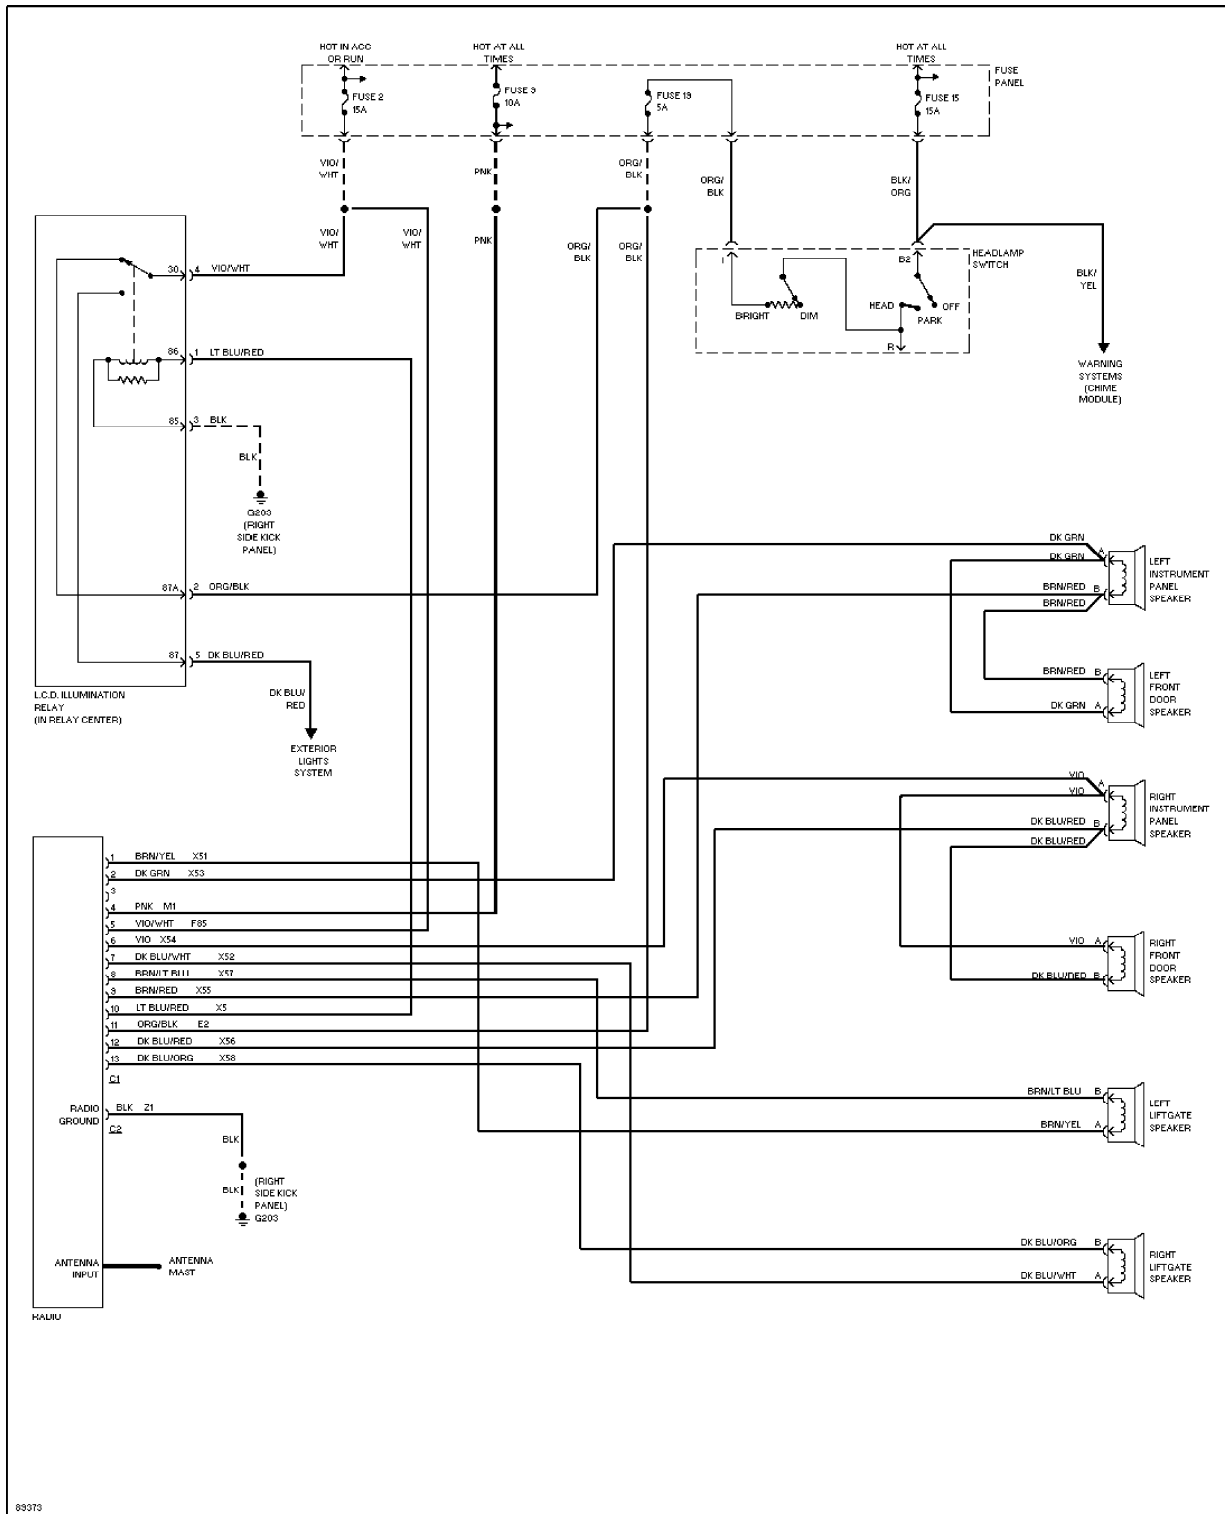 HOT IN ACC
OR RUN
HOT AT ALL
TIMES
HOT AT ALL
TIMES
FUSE
PANEL
FUSE 2
15A
FUSE 9
10A
FUSE 19
5A
FUSE 15
15A
VIO/
WHT
PNK
ORG/
BLK
ORG/
BLK
BLK/
ORG
VIO/
WHT
VIO/
WHT
PNK
ORG/
BLK
ORG/
BLK
B2
HEADLAMP
SWITCH
BLK/
YEL
30 4 VIO/WHT
BRIGHT DIM
HEAD OFF
PARK
R
86 1 LT BLU/RED
WARNING
SYSTEMS
(CHIME
MODULE)
85 3 BLK
BLK
G203
(RIGHT
SIDE KICK
PANEL)
87A 2 ORG/BLK
87 5 DK BLU/RED
L.C.D. ILLUMINATION
RELAY
(IN RELAY CENTER)
DK BLU/
RED
EXTERIOR
LIGHTS
SYSTEM
DK GRN A
DK GRN
BRN/RED B
BRN/RED
LEFT
INSTRUMENT
PANEL
SPEAKER
BRN/RED B
DK GRN A
LEFT
FRONT
DOOR
SPEAKER
VIO A
VIO
DK BLU/RED B
DK BLU/RED
RIGHT
INSTRUMENT
PANEL
SPEAKER
VIO A
DK BLU/RED B
RIGHT
FRONT
DOOR
SPEAKER
BRN/LT BLU B
BRN/YEL A
LEFT
LIFTGATE
SPEAKER
DK BLU/ORG B
DK BLU/WHT A
RIGHT
LIFTGATE
SPEAKER
1 BRN/YEL X51
2 DK GRN X53
3
4 PNK M1
5 VIO/WHT F85
6 VIO X54
7 DK BLU/WHT X52
8 BRN/LT BLU X57
9 BRN/RED X55
10 LT BLU/RED X5
11 ORG/BLK E2
12 DK BLU/RED X56
13 DK BLU/ORG X58
C1
RADIO
GROUND
BLK Z1
C2
BLK
BLK
(RIGHT
SIDE KICK
PANEL)
G203
ANTENNA
INPUT
ANTENNA
MAST
RADIO
89373